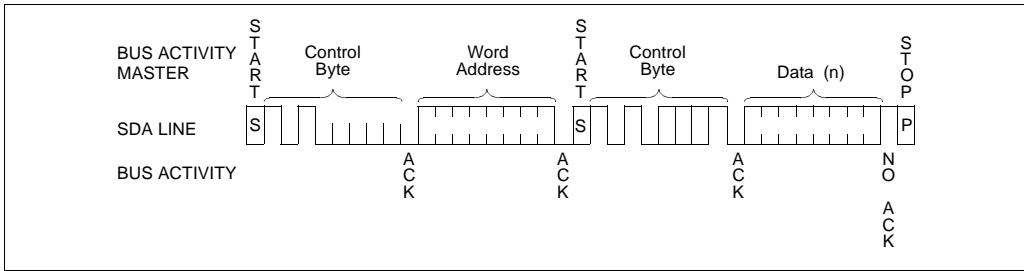 BUS ACTIVITY
MASTER
START
Control
Byte
Word
Address
START
Control
Byte
Data (n)
STOP
SDA LINE
S
S
P
BUS ACTIVITY
ACK
ACK
ACK
NO ACK